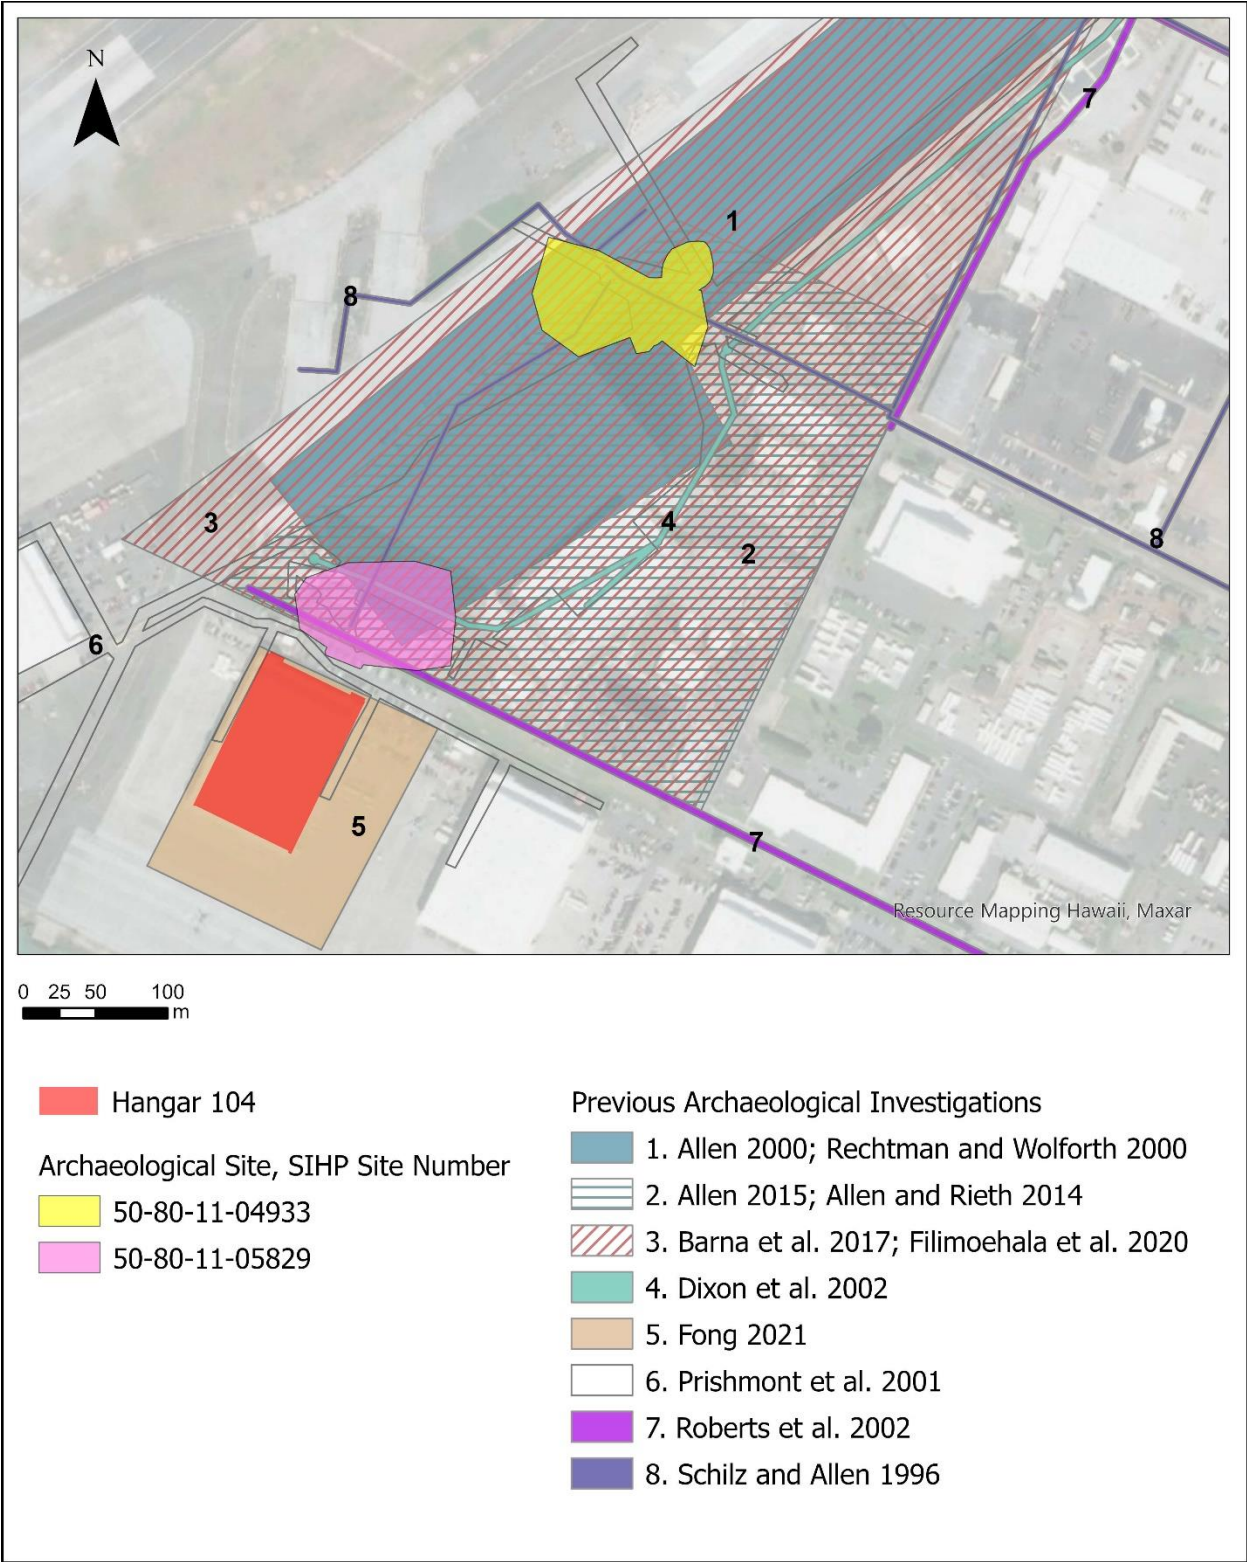 N
7
1
8
3
4
2
8
6
5
7
Resource Mapping Hawaii, Maxar
0 25 50 100
m
Hangar 104
Archaeological Site, SIHP Site Number
50-80-11-04933
50-80-11-05829
Previous Archaeological Investigations
1. Allen 2000; Rechtman and Wolforth 2000
2. Allen 2015; Allen and Rieth 2014
3. Barna et al. 2017; Filimoehala et al. 2020
4. Dixon et al. 2002
5. Fong 2021
6. Prishmont et al. 2001
7. Roberts et al. 2002
8. Schilz and Allen 1996